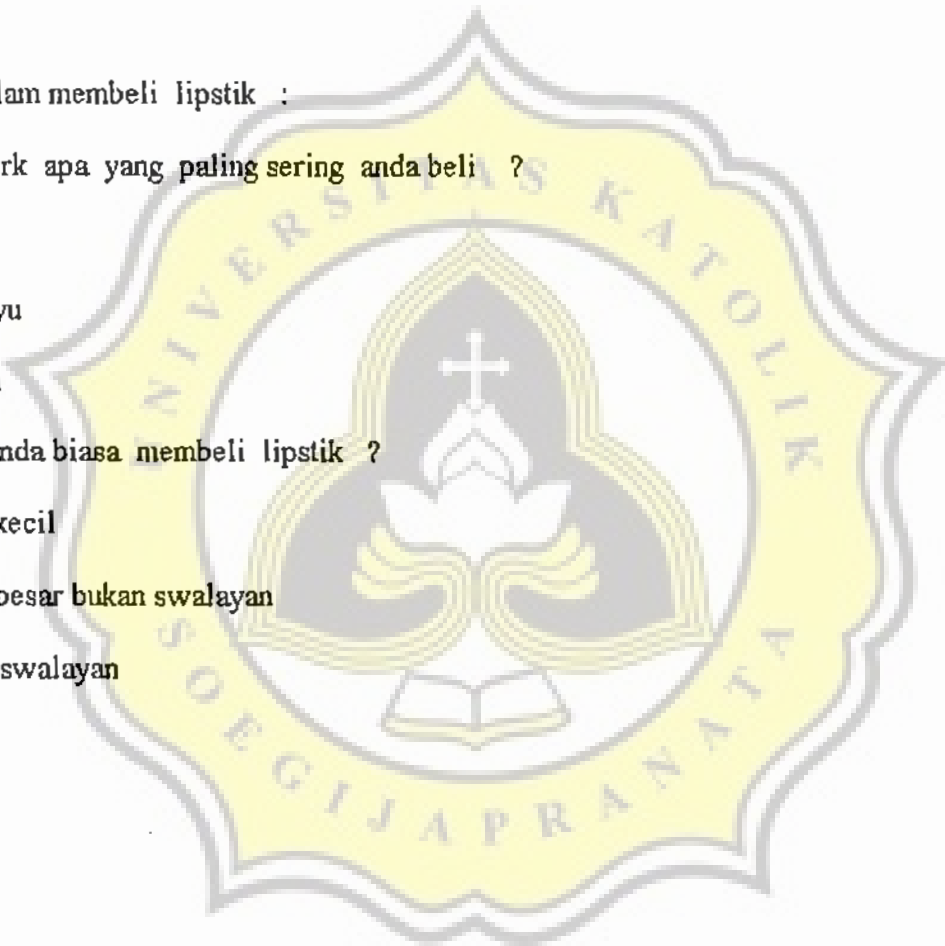 lam membeli lipstik :
rk apa yang paling sering anda beli ?
yu
nda biasa membeli lipstik ?
kecil
besar bukan swalayan
swalayan
UNIVERSITAS KATOLIK
SOEGIJAPRANATA